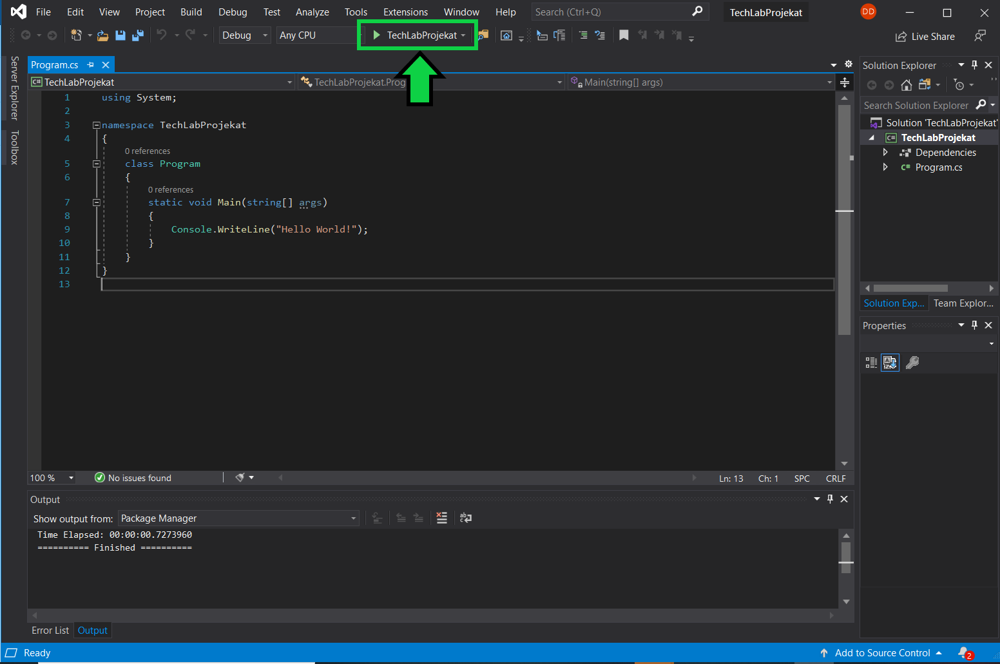 File Edit View Project Build Debug Test Analyze Tools Extensions Window Help Search (Ctrl+Q) TechLabProjekat DD
Debug Any CPU TechLabProjekat Live Share
Server Explorer
Toolbox
Program.cs
TechLabProjekat TechLabProjekat.Prog Main(string[] args)
1 using System;
2
3 namespace TechLabProjekat
4 {
0 references
5 class Program
6 {
0 references
7 static void Main(string[] args)
8 {
9 Console.WriteLine("Hello World!");
10 }
11 }
12 }
13
100 % No issues found Ln: 13 Ch: 1 SPC CRLF
Output
Show output from: Package Manager
Time Elapsed: 00:00:00.7273960
========== Finished ==========
Error List Output
Solution Explorer
Search Solution Explorer
Solution 'TechLabProjekat'
C# TechLabProjekat
Dependencies
C# Program.cs
Solution Exp... Team Explor...
Properties
Ready Add to Source Control 2